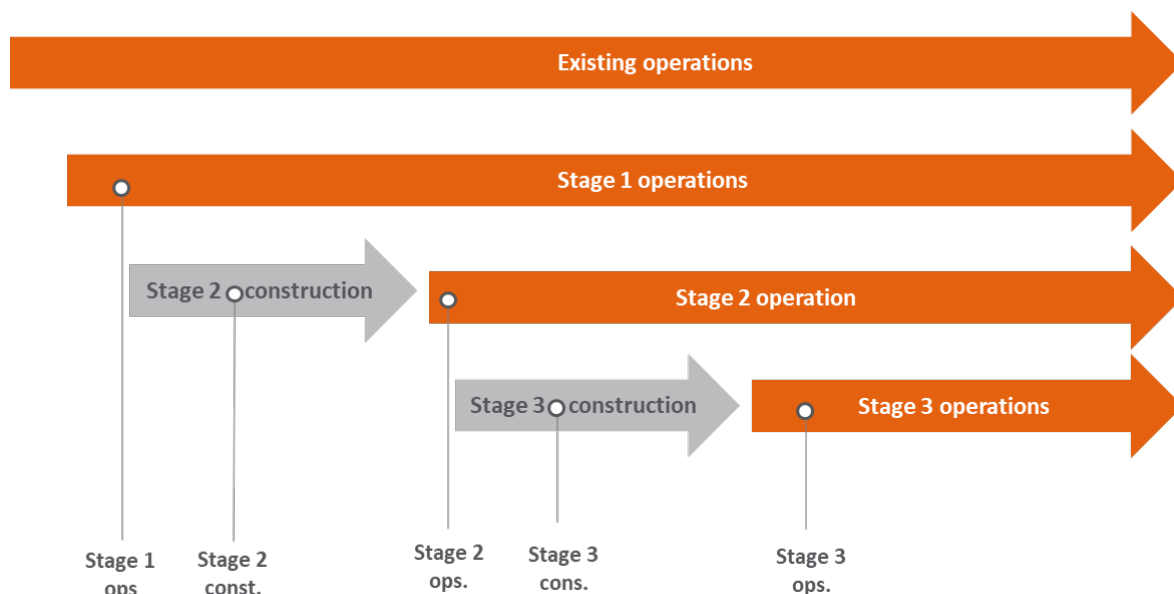 Existing operations
Stage 1 operations
Stage 2 construction
Stage 2 operation
Stage 3 construction
Stage 3 operations
Stage 1
ops
Stage 2
const.
Stage 2
ops.
Stage 3
cons.
Stage 3
ops.